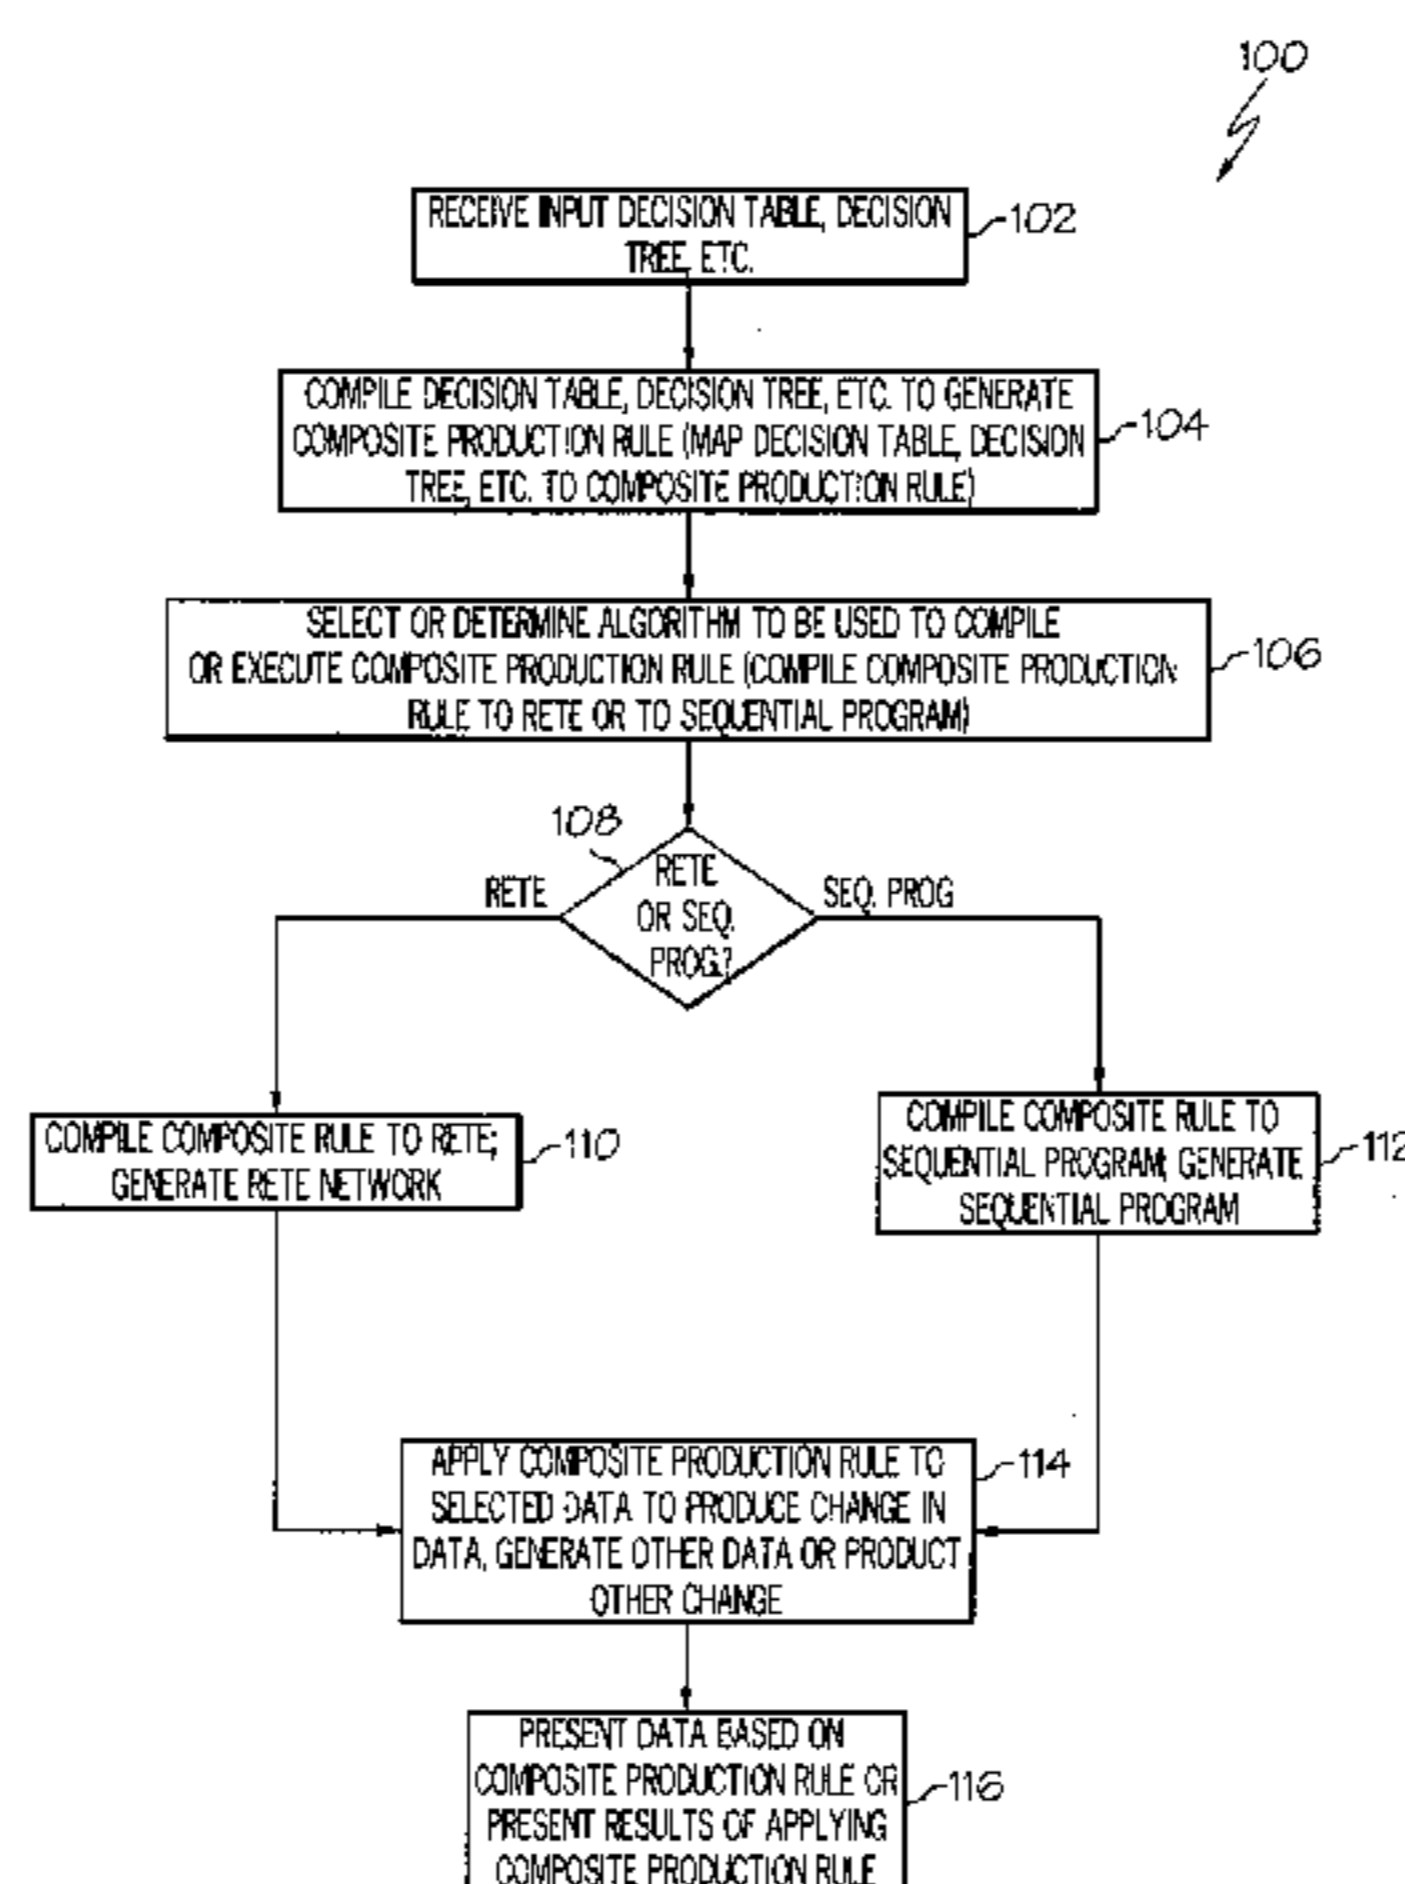 100
RECEIVE INPUT DECISION TABLE, DECISION
TREE, ETC.
102
COMPILE DECISION TABLE, DECISION TREE, ETC. TO GENERATE
COMPOSITE PRODUCTION RULE (MAP DECISION TABLE, DECISION
TREE, ETC. TO COMPOSITE PRODUCTION RULE)
104
SELECT OR DETERMINE ALGORITHM TO BE USED TO COMPILE
OR EXECUTE COMPOSITE PRODUCTION RULE (COMPILE COMPOSITE PRODUCTION
RULE TO RETE OR TO SEQUENTIAL PROGRAM)
106
108
RETE
RETE
OR SEQ.
PROG?
SEQ. PROG
COMPILE COMPOSITE RULE TO RETE;
GENERATE RETE NETWORK
110
COMPILE COMPOSITE RULE TO
SEQUENTIAL PROGRAM; GENERATE
SEQUENTIAL PROGRAM
112
APPLY COMPOSITE PRODUCTION RULE TO
SELECTED DATA TO PRODUCE CHANGE IN
DATA, GENERATE OTHER DATA OR PRODUCT
OTHER CHANGE
114
PRESENT DATA BASED ON
COMPOSITE PRODUCTION RULE OR
PRESENT RESULTS OF APPLYING
COMPOSITE PRODUCTION RULE
116